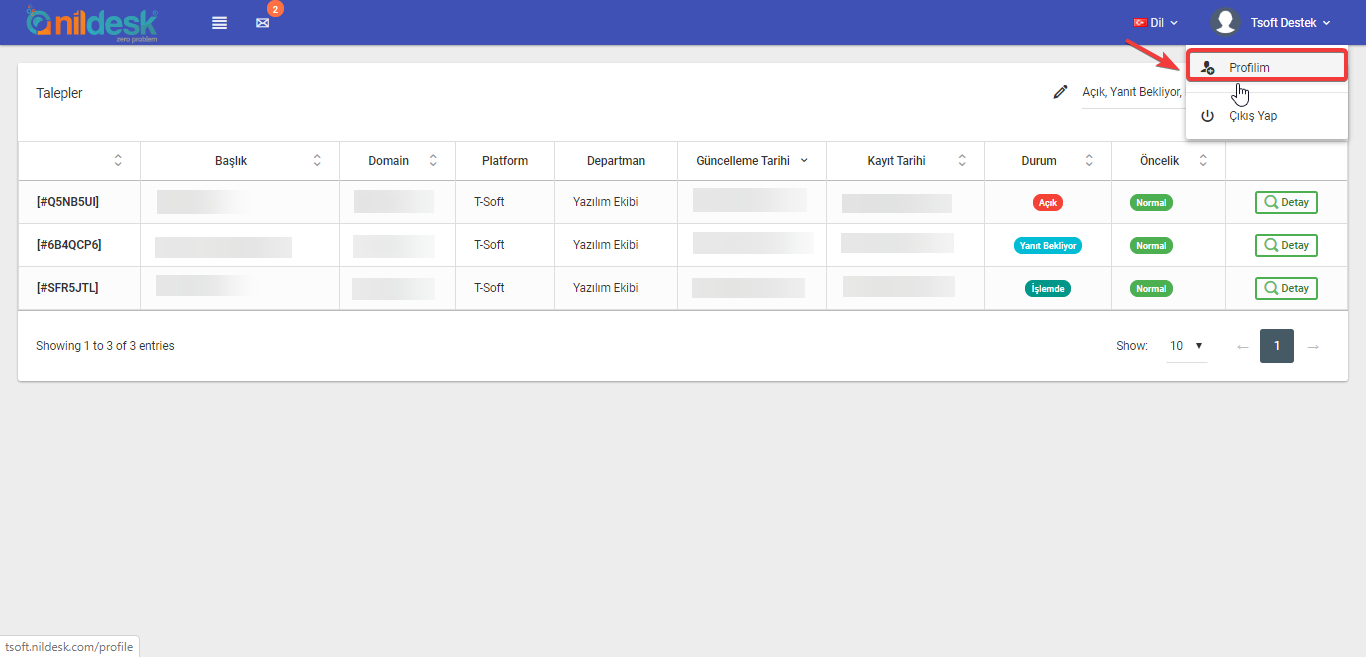 nildesk
zero problem
2
Dil
Tsoft Destek
Profilim
Çıkış Yap
Talepler
Açık, Yanıt Bekliyor,
Başlık Domain Platform Departman Güncelleme Tarihi Kayıt Tarihi Durum Öncelik
[#Q5NB5UI] T-Soft Yazılım Ekibi Açık Normal Detay
[#6B4QCP6] T-Soft Yazılım Ekibi Yanıt Bekliyor Normal Detay
[#SFR5JTL] T-Soft Yazılım Ekibi İşlemde Normal Detay
Showing 1 to 3 of 3 entries
Show: 10 ▼ ← 1 →
tsoft.nildesk.com/profile